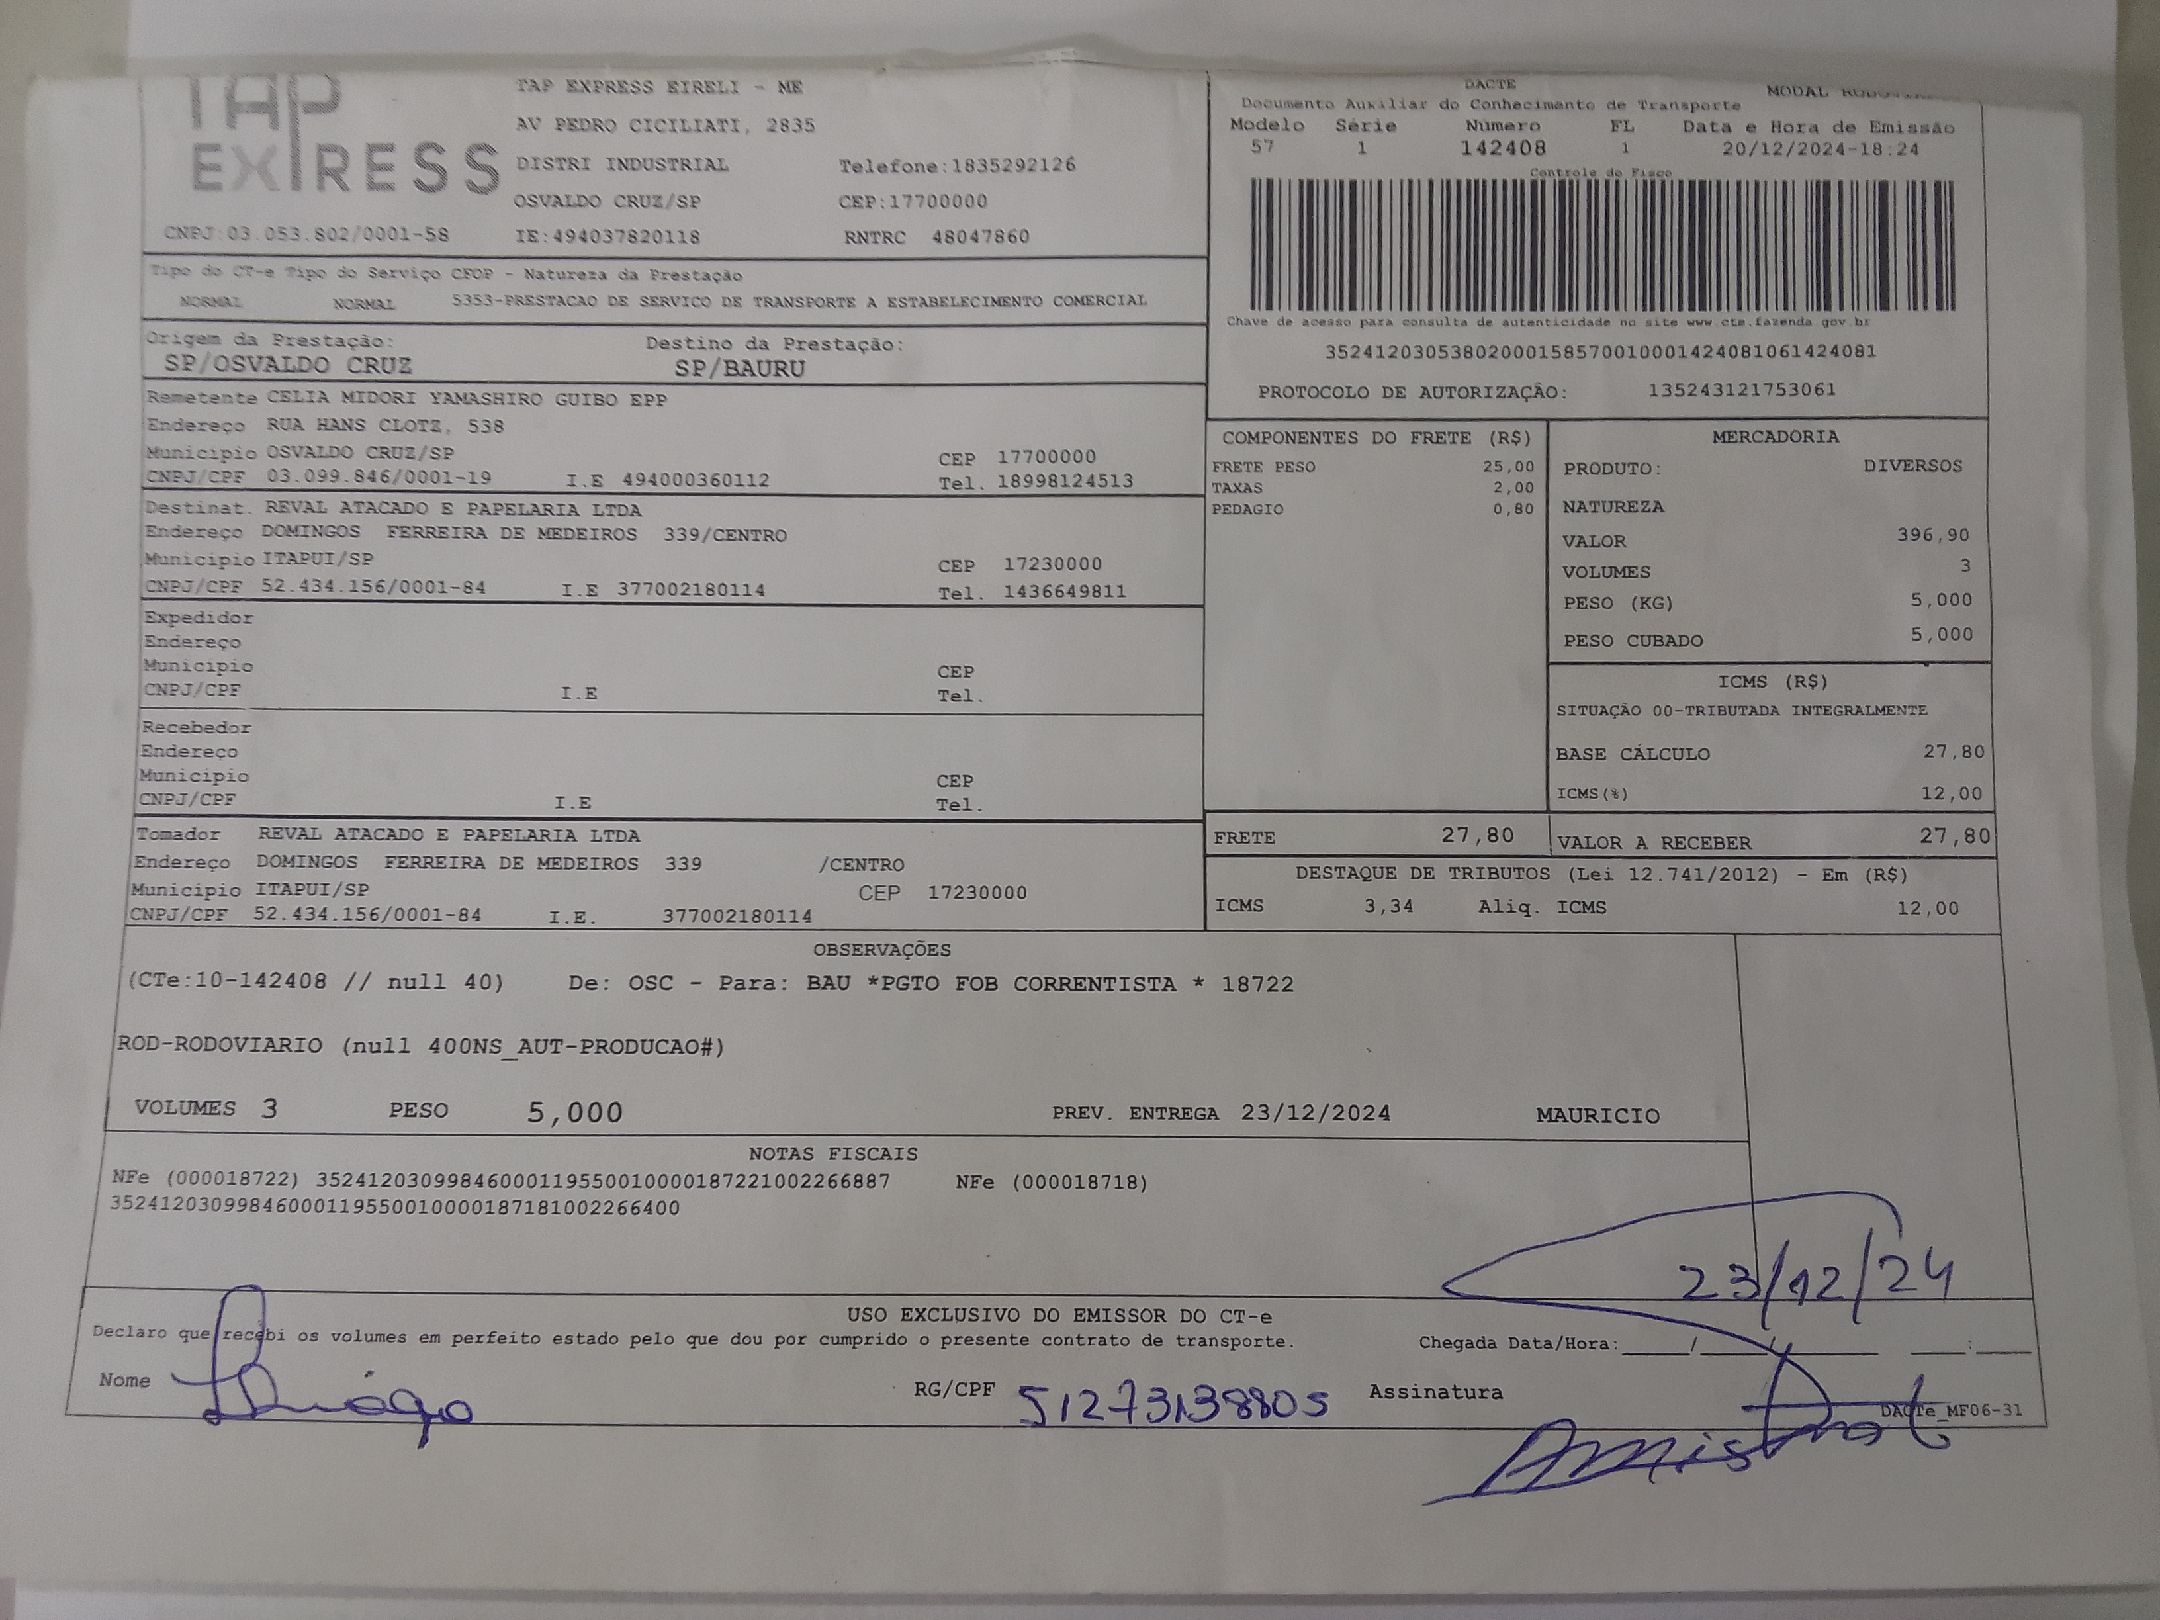 TAP
EXPRESS
TAP EXPRESS EIRELI - ME
AV PEDRO CICILIATI, 2835
DISTRI INDUSTRIAL Telefone:1835292126
OSVALDO CRUZ/SP CEP:17700000
CNPJ:03.053.802/0001-58 IE:494037820118 RNTRC 48047860
DACTE MODAL
Documento Auxiliar do Conhecimento de Transporte
Modelo Série Número FL Data e Hora de Emissão
57 1 142408 1 20/12/2024-18:24
Controle do Fisco
Chave de acesso para consulta de autenticidade no site www.cte.fazenda gov.br
35241203053802000158570010001424081061424081
PROTOCOLO DE AUTORIZAÇÃO: 135243121753061
Tipo do CT-e Tipo do Serviço CFOP - Natureza da Prestação
NORMAL NORMAL 5353-PRESTACAO DE SERVICO DE TRANSPORTE A ESTABELECIMENTO COMERCIAL
Origem da Prestação: Destino da Prestação:
SP/OSVALDO CRUZ SP/BAURU
Remetente CELIA MIDORI YAMASHIRO GUIBO EPP
Endereço RUA HANS CLOTZ, 538
Municipio OSVALDO CRUZ/SP CEP 17700000
CNPJ/CPF 03.099.846/0001-19 I.E 494000360112 Tel. 18998124513
Destinat. REVAL ATACADO E PAPELARIA LTDA
Endereço DOMINGOS FERREIRA DE MEDEIROS 339/CENTRO
Municipio ITAPUI/SP CEP 17230000
CNPJ/CPF 52.434.156/0001-84 I.E 377002180114 Tel. 1436649811
Expedidor
Endereço
Municipio CEP
CNPJ/CPF I.E Tel.
Recebedor
Endereço
Municipio CEP
CNPJ/CPF I.E Tel.
Tomador REVAL ATACADO E PAPELARIA LTDA
Endereço DOMINGOS FERREIRA DE MEDEIROS 339 /CENTRO
Municipio ITAPUI/SP CEP 17230000
CNPJ/CPF 52.434.156/0001-84 I.E. 377002180114
COMPONENTES DO FRETE (R$)
FRETE PESO 25,00
TAXAS 2,00
PEDAGIO 0,80
MERCADORIA
PRODUTO: DIVERSOS
NATUREZA
VALOR 396,90
VOLUMES 3
PESO (KG) 5,000
PESO CUBADO 5,000
ICMS (R$)
SITUAÇÃO 00-TRIBUTADA INTEGRALMENTE
BASE CÁLCULO 27,80
ICMS(%) 12,00
FRETE 27,80 VALOR A RECEBER 27,80
DESTAQUE DE TRIBUTOS (Lei 12.741/2012) - Em (R$)
ICMS 3,34 Aliq. ICMS 12,00
OBSERVAÇÕES
(CTe:10-142408 // null 40) De: OSC - Para: BAU *PGTO FOB CORRENTISTA * 18722
ROD-RODOVIARIO (null 400NS_AUT-PRODUCAO#)
VOLUMES 3 PESO 5,000 PREV. ENTREGA 23/12/2024 MAURICIO
NOTAS FISCAIS
NFe (000018722) 35241203099846000119550010000187221002266887 NFe (000018718)
35241203099846000119550010000187181002266400
23/12/24
USO EXCLUSIVO DO EMISSOR DO CT-e
Declaro que recebi os volumes em perfeito estado pelo que dou por cumprido o presente contrato de transporte. Chegada Data/Hora:____/____/______ ___:___
Nome Thiago RG/CPF 51273138805 Assinatura
DACTe_MF06-31